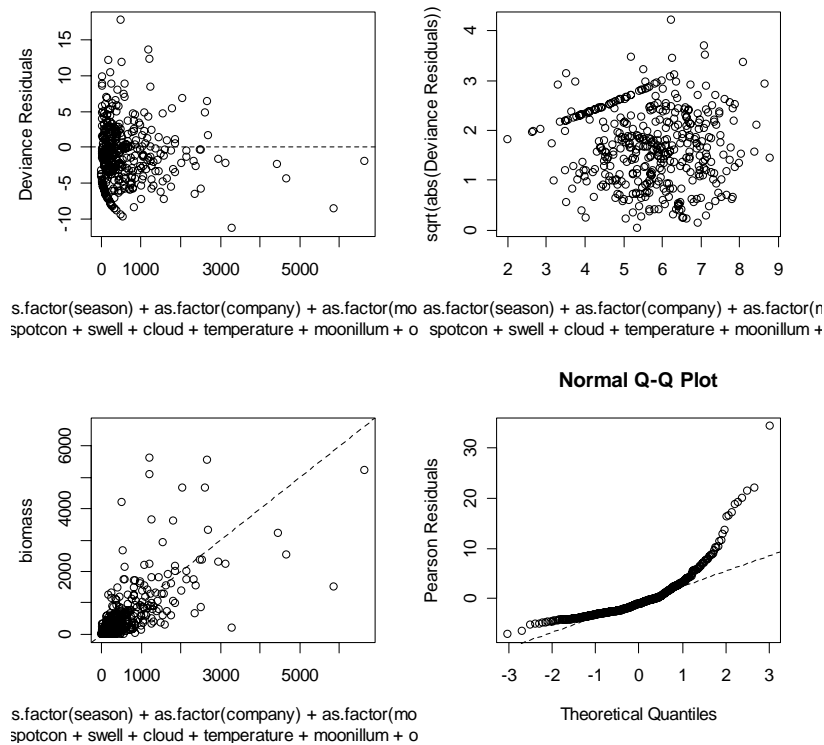 Deviance Residuals
15
10
5
0
-5
-10
0 1000 3000 5000
s.factor(season) + as.factor(company) + as.factor(mo
spotcon + swell + cloud + temperature + moonillum + o
sqrt(abs(Deviance Residuals))
4
3
2
1
0
2 3 4 5 6 7 8 9
as.factor(season) + as.factor(company) + as.factor(n
spotcon + swell + cloud + temperature + moonillum +
biomass
6000
4000
2000
0
0 1000 3000 5000
s.factor(season) + as.factor(company) + as.factor(mo
spotcon + swell + cloud + temperature + moonillum + o
Normal Q-Q Plot
Pearson Residuals
30
20
10
0
-3 -2 -1 0 1 2 3
Theoretical Quantiles